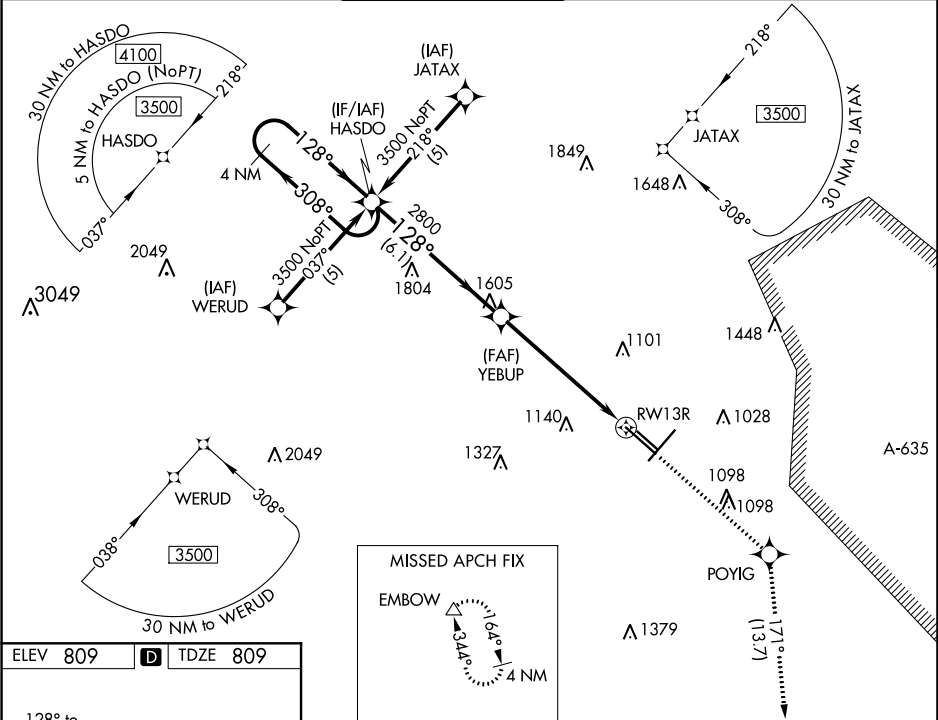 30 NM to HASDO
4100
5 NM to HASDO (NoPT)
3500
218°
HASDO
037°
(IAF)
JATAX
(IF/IAF)
HASDO
3500 NoPT
218°
(5)
128°
4 NM
308°
3500 NoPT
037°
(5)
(IAF)
WERUD
2800
128°
(6.1)
218°
JATAX
3500
30 NM to JATAX
308°
1849
1648
2049
3049
1804
1605
(FAF)
YEBUP
1101
1448
1140
RW13R
1028
1327
A-635
2049
WERUD
308°
038°
3500
30 NM to WERUD
1098
1098
POYIG
MISSED APCH FIX
EMBOW
164°
344°
4 NM
1379
171°
(13.7)
ELEV 809
D
TDZE 809
128° to